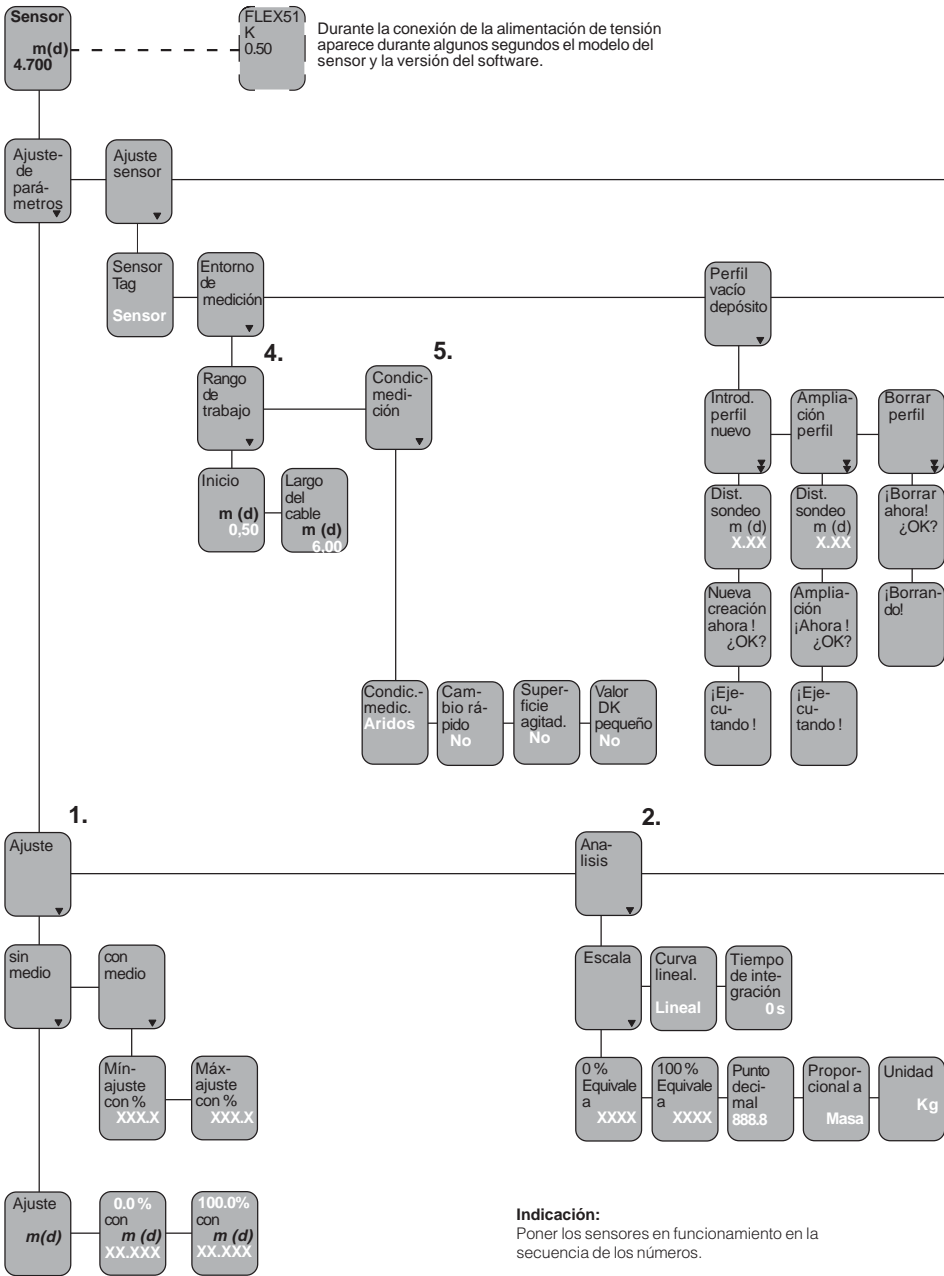 Sensor
m(d)
4.700
FLEX51
K
0.50
Durante la conexión de la alimentación de tensión
aparece durante algunos segundos el modelo del
sensor y la versión del software.
Ajuste-
de
pará-
metros
Ajuste
sensor
Sensor
Tag
Sensor
Entorno
de
medición
Perfil
vacío
depósito
4.
5.
Rango
de
trabajo
Condic-
medi-
ción
Introd.
perfil
nuevo
Amplia-
ción
perfil
Borrar
perfil
Inicio
m (d)
0,50
Largo
del
cable
m (d)
6.00
Dist.
sondeo
m (d)
X.XX
Dist.
sondeo
m (d)
X.XX
¡Borrar
ahora!
¿OK?
Nueva
creación
ahora !
¿OK?
Amplia-
ción
¡Ahora !
¿OK?
¡Borran-
do!
Condic.-
medic.
Aridos
Cam-
bio rá-
pido
No
Super-
ficie
agitad.
No
Valor
DK
pequeño
No
¡Eje-
cu-
tando !
¡Eje-
cu-
tando !
1.
2.
Ajuste
Ana-
lisis
sin
medio
con
medio
Escala
Curva
lineal.
Lineal
Tiempo
de inte-
gración
0 s
Mín-
ajuste
con %
XXX.X
Máx-
ajuste
con %
XXX.X
0 %
Equivale
a
XXXX
100 %
Equivale
a
XXXX
Punto
deci-
mal
888.8
Propor-
cional a
Masa
Unidad
Kg
Ajuste
m(d)
0.0 %
con
m (d)
XX.XXX
100.0%
con
m (d)
XX.XXX
Indicación:
Poner los sensores en funcionamiento en la
secuencia de los números.